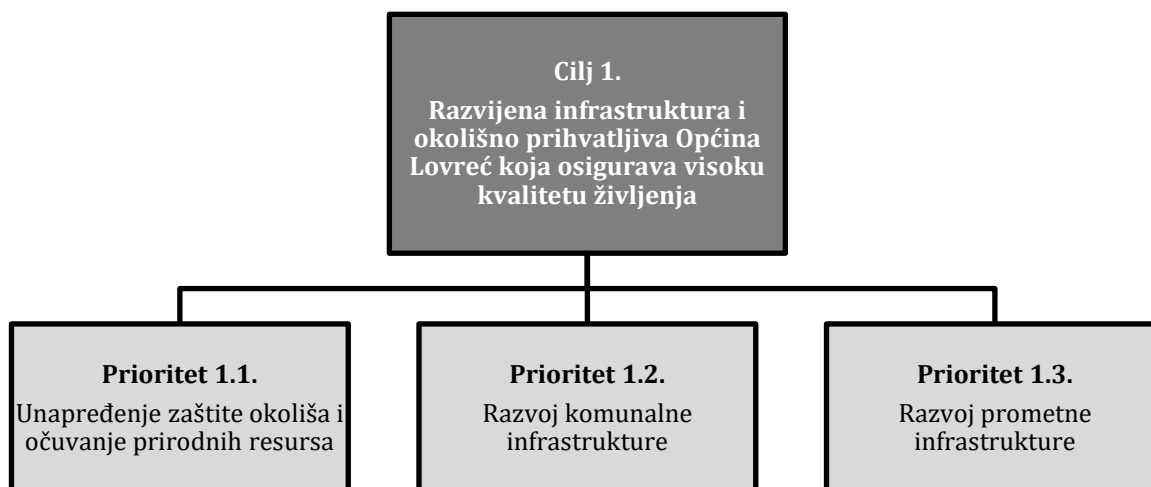 Cilj 1.
Razvijena infrastruktura i
okolišno prihvatljiva Općina
Lovreć koja osigurava visoku
kvalitetu življenja
Prioritet 1.1.
Unapređenje zaštite okoliša i
očuvanje prirodnih resursa
Prioritet 1.2.
Razvoj komunalne
infrastrukture
Prioritet 1.3.
Razvoj prometne
infrastrukture